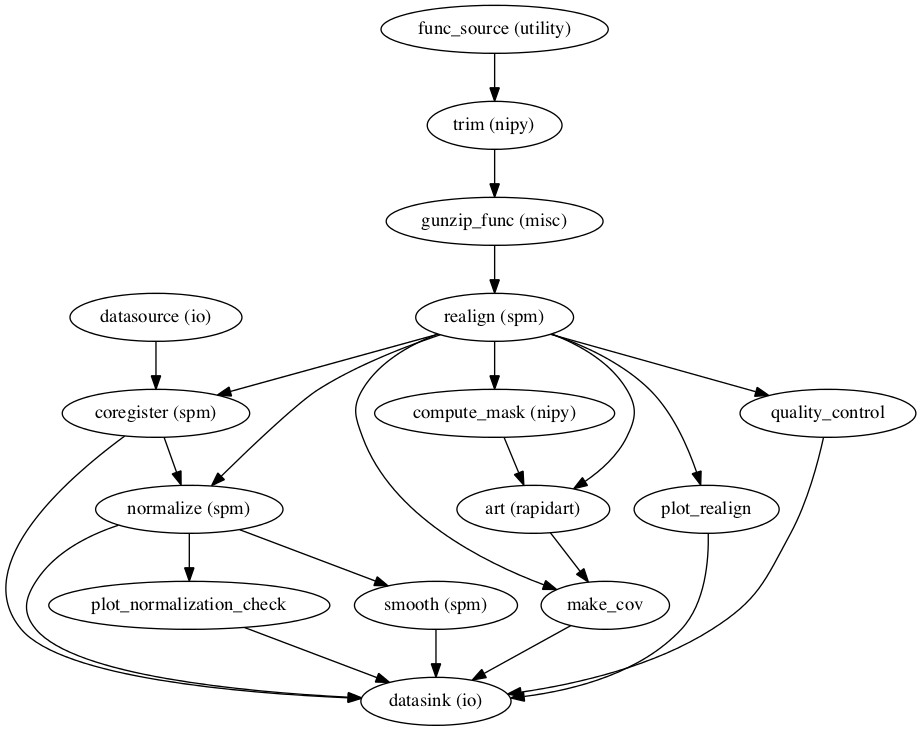 func_source (utility)
trim (nipy)
gunzip_func (misc)
datasource (io)
realign (spm)
coregister (spm)
compute_mask (nipy)
quality_control
normalize (spm)
art (rapidart)
plot_realign
plot_normalization_check
smooth (spm)
make_cov
datasink (io)